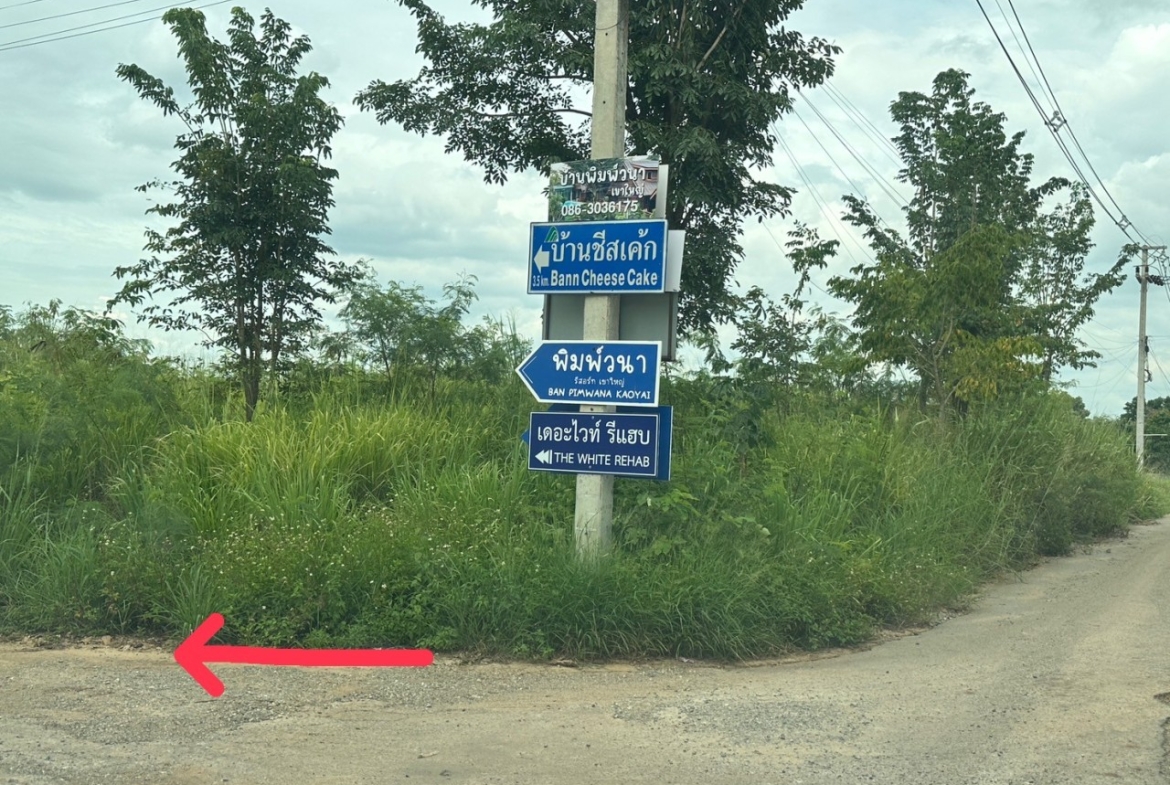 บ้านพิมพ์วนา
เขาใหญ่
086-3036175
บ้านชีสเค้ก
3.5 km. Bann Cheese Cake
พิมพ์วนา
รีสอร์ท เขาใหญ่
BAN PIMWANA KAOYAI
เดอะไวท์ รีแฮบ
THE WHITE REHAB